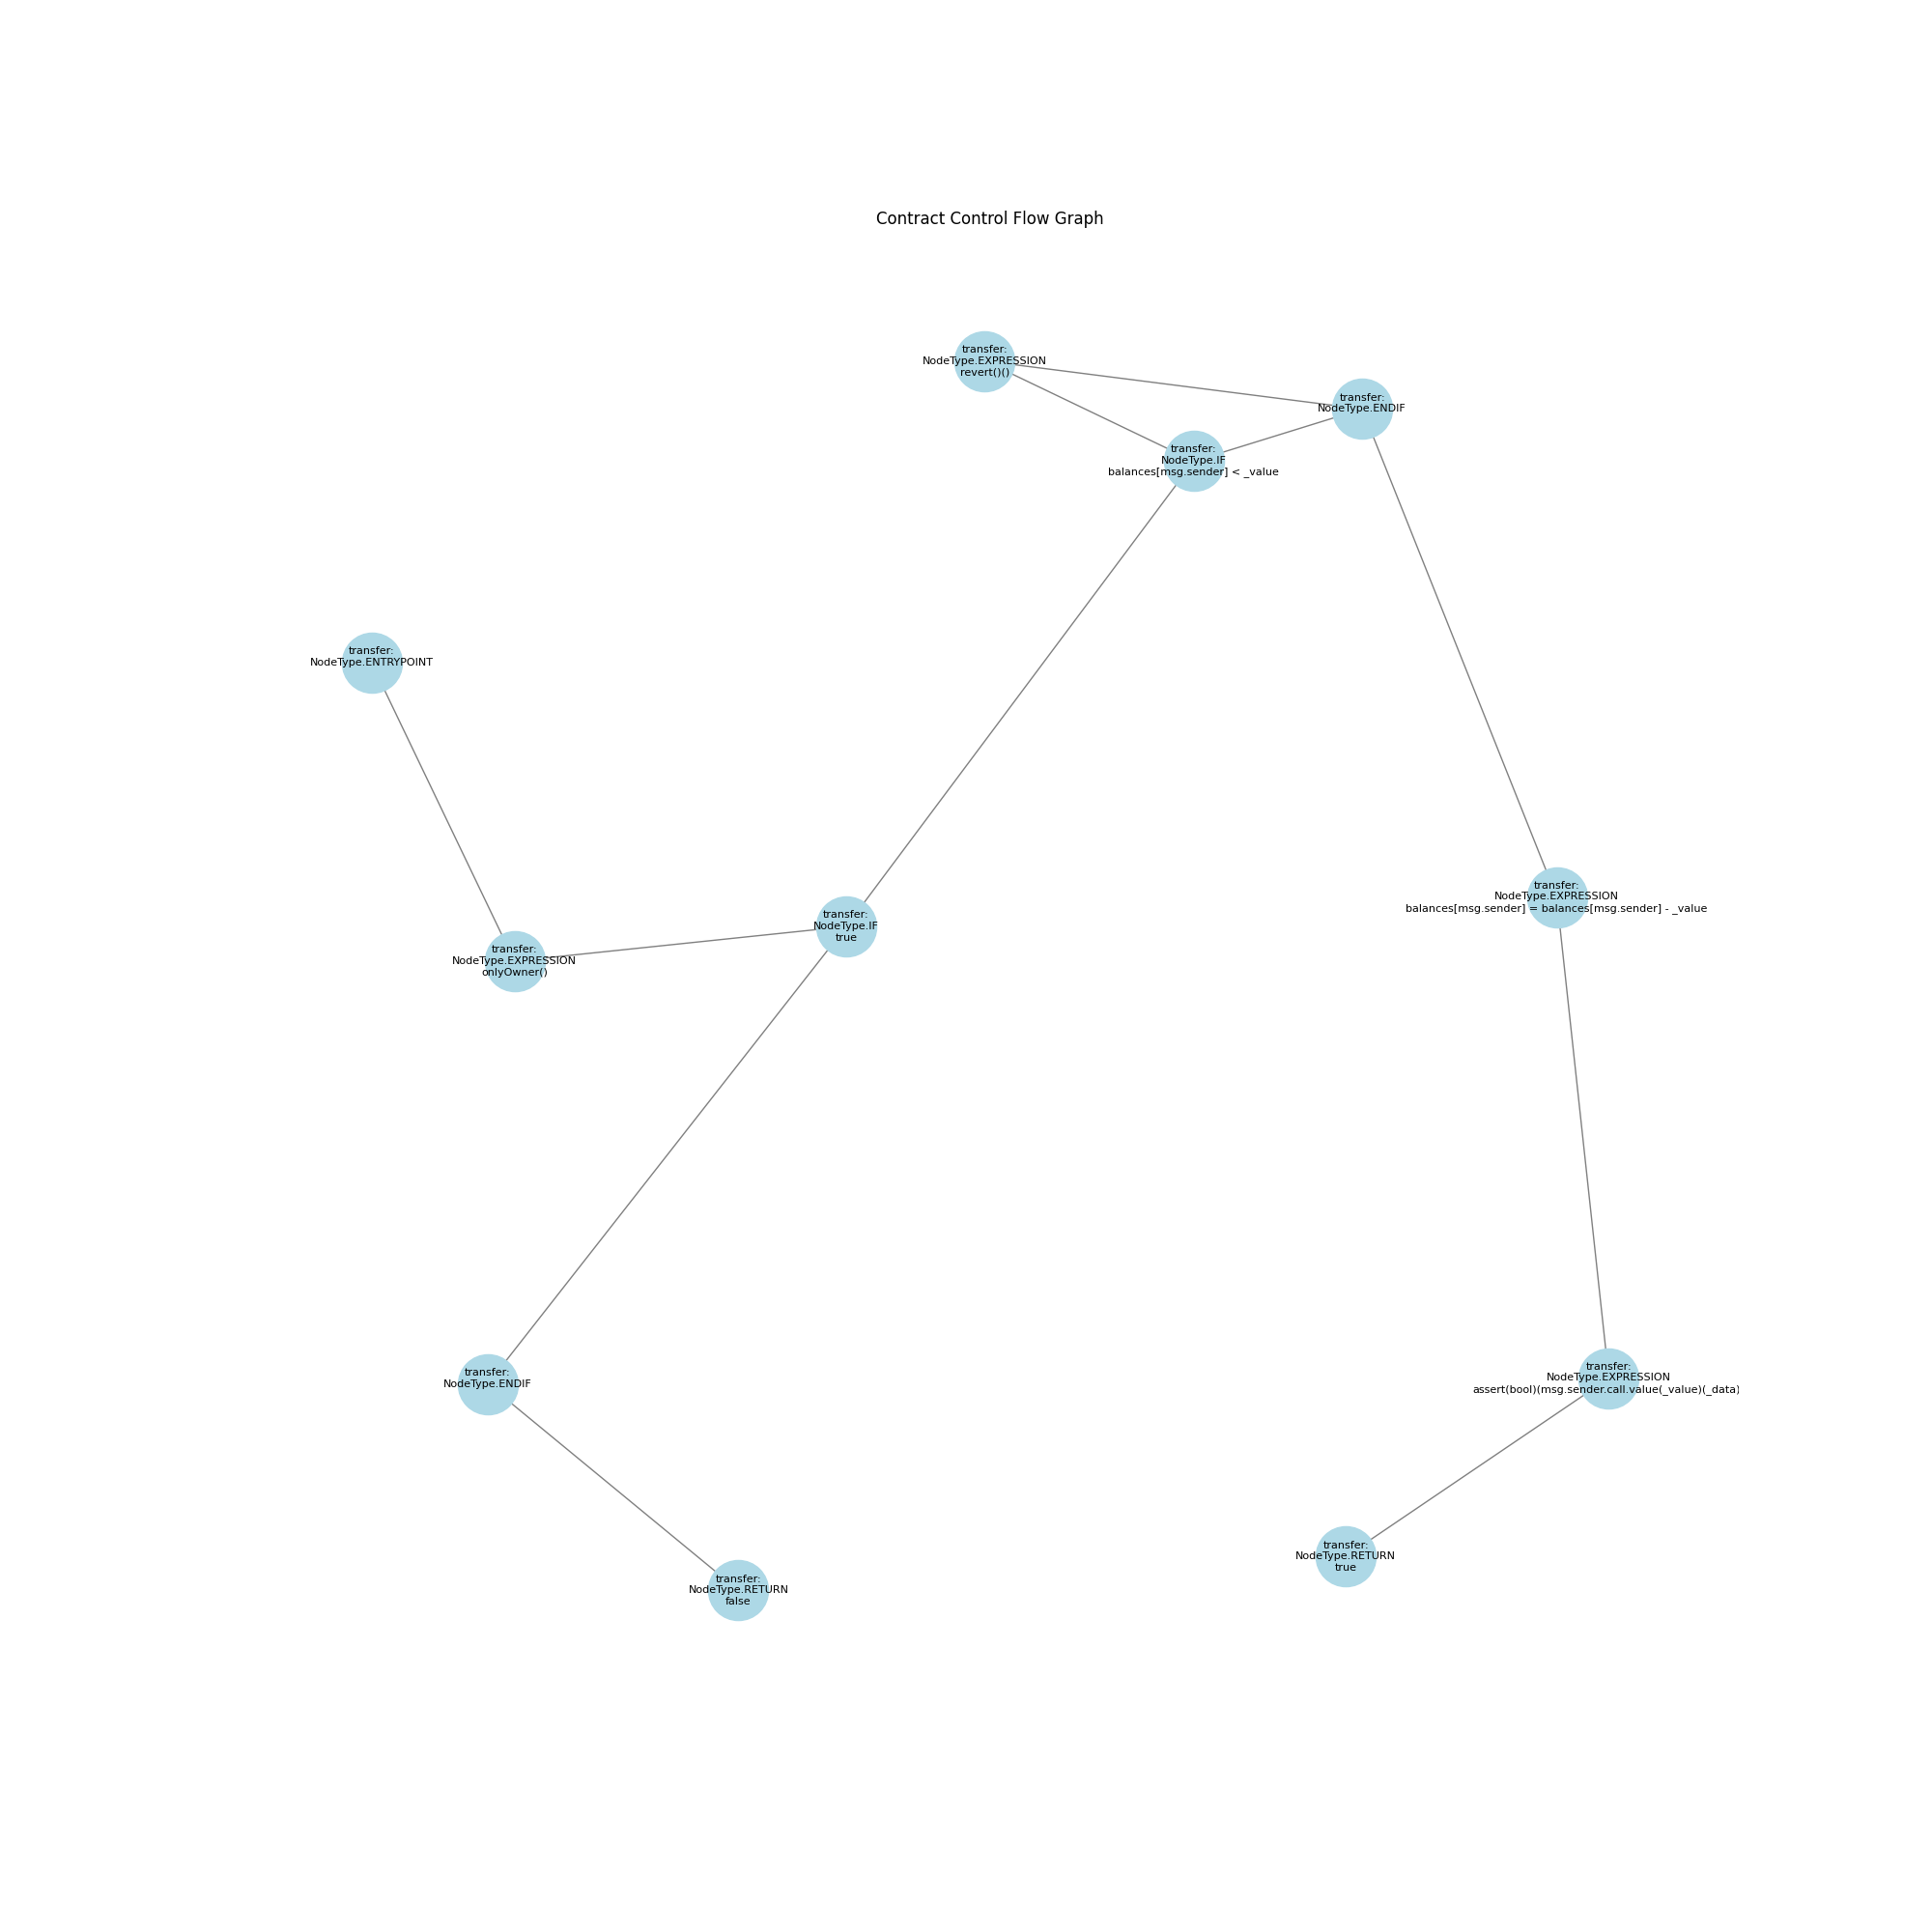 Contract Control Flow Graph
transfer:
NodeType.EXPRESSION
revert()()
transfer:
NodeType.ENDIF
transfer:
NodeType.IF
balances[msg.sender] < _value
transfer:
NodeType.ENTRYPOINT
transfer:
NodeType.EXPRESSION
balances[msg.sender] = balances[msg.sender] - _value
transfer:
NodeType.IF
true
transfer:
NodeType.EXPRESSION
onlyOwner()
transfer:
NodeType.EXPRESSION
assert(bool)(msg.sender.call.value(_value)(_data)
transfer:
NodeType.ENDIF
transfer:
NodeType.RETURN
true
transfer:
NodeType.RETURN
false